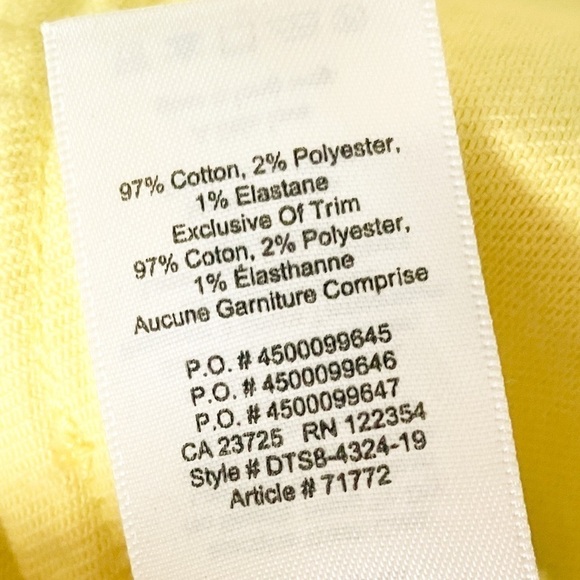 97% Cotton, 2% Polyester,
1% Elastane
Exclusive Of Trim
97% Coton, 2% Polyester,
1% Élasthanne
Aucune Garniture Comprise
P.O. # 4500099645
P.O. # 4500099646
P.O. # 4500099647
CA 23725 RN 122354
Style # DTS8-4324-19
Article # 71772